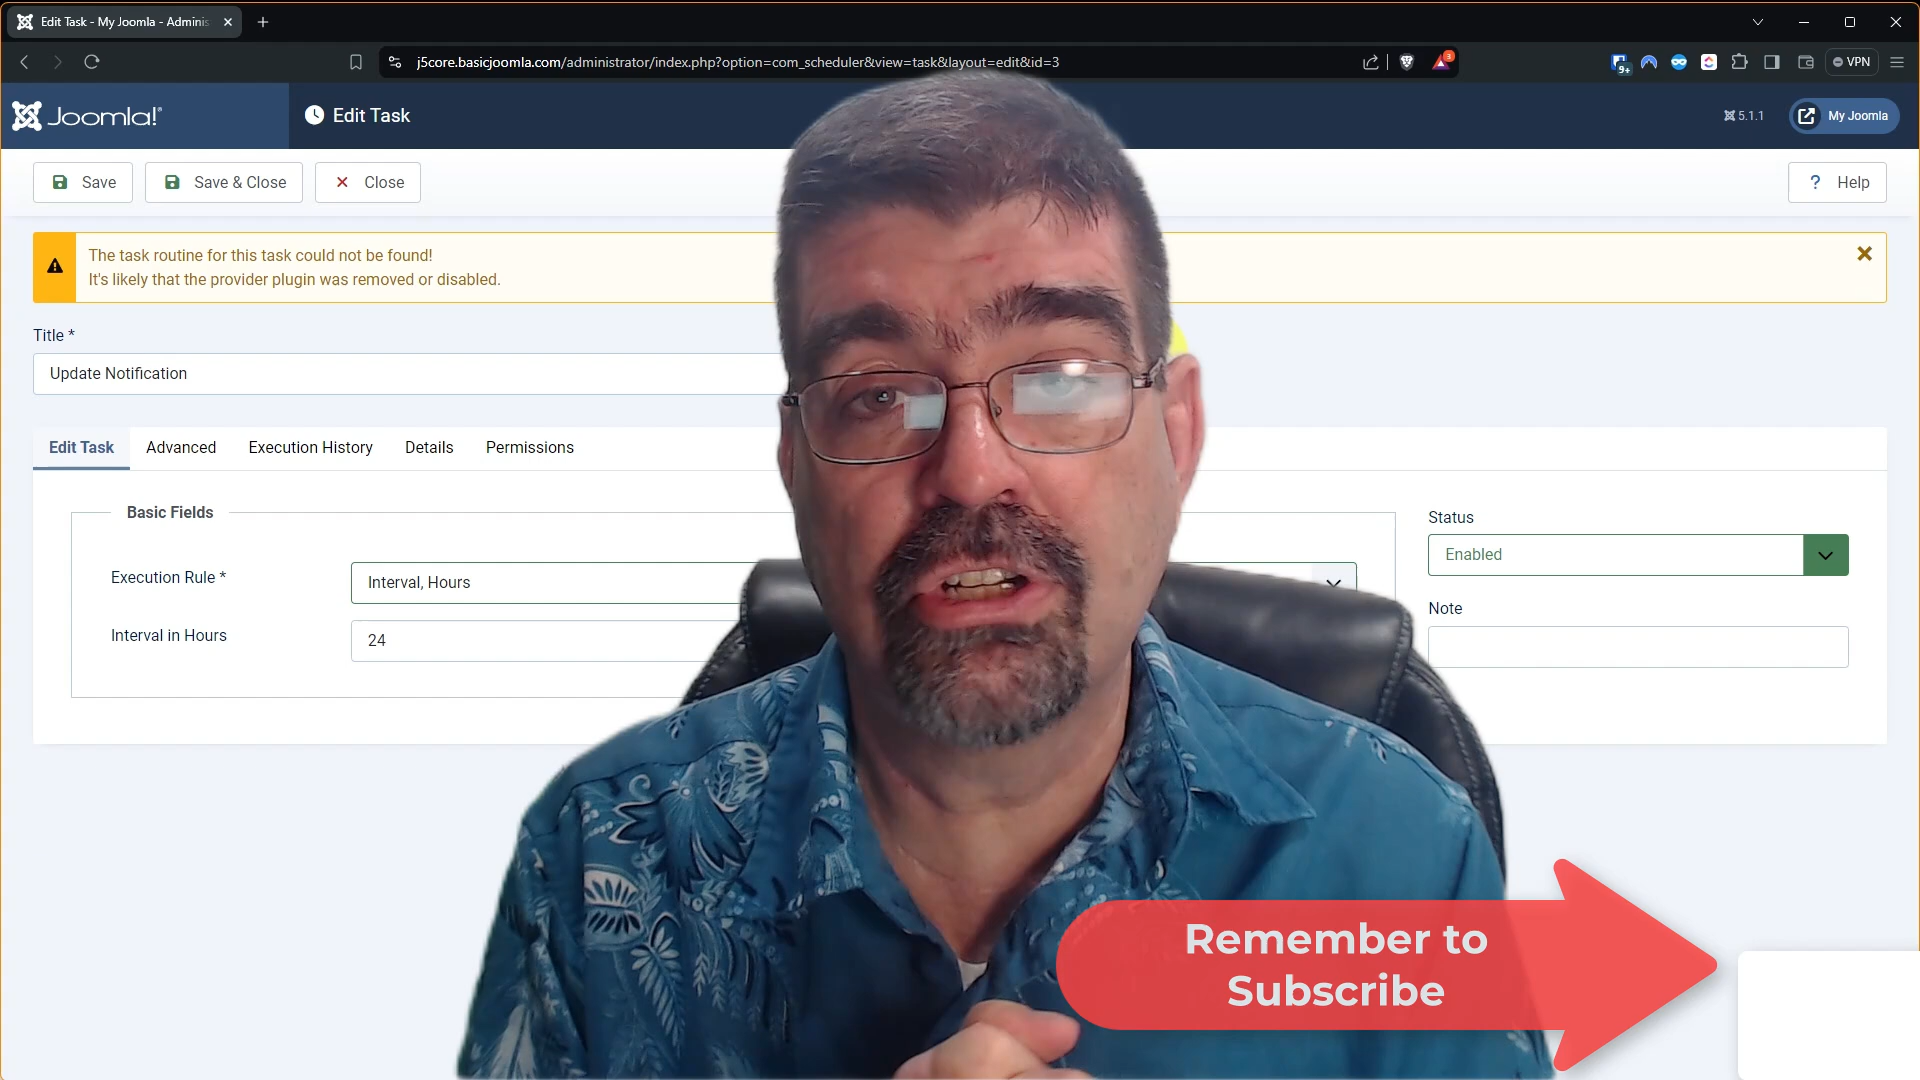 Edit Task - My Joomla - Adminis
j5core.basicjoomla.com/administrator/index.php?option=com_scheduler&view=task&layout=edit&id=3
3
9+
VPN
Joomla!®
Edit Task
5.1.1
My Joomla
Save
Save & Close
Close
? Help
The task routine for this task could not be found!
It's likely that the provider plugin was removed or disabled.
Title *
Update Notification
Edit Task
Advanced
Execution History
Details
Permissions
Basic Fields
Execution Rule *
Interval, Hours
Interval in Hours
24
Status
Enabled
Note
Remember to
Subscribe